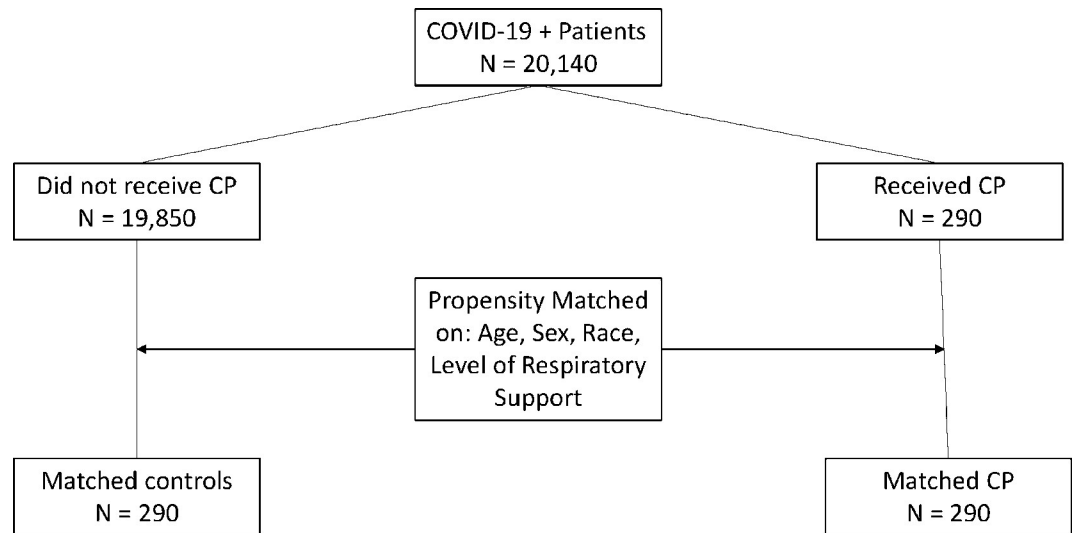 COVID-19 + Patients
N = 20,140
Did not receive CP
N = 19,850
Received CP
N = 290
Propensity Matched
on: Age, Sex, Race,
Level of Respiratory
Support
Matched controls
N = 290
Matched CP
N = 290